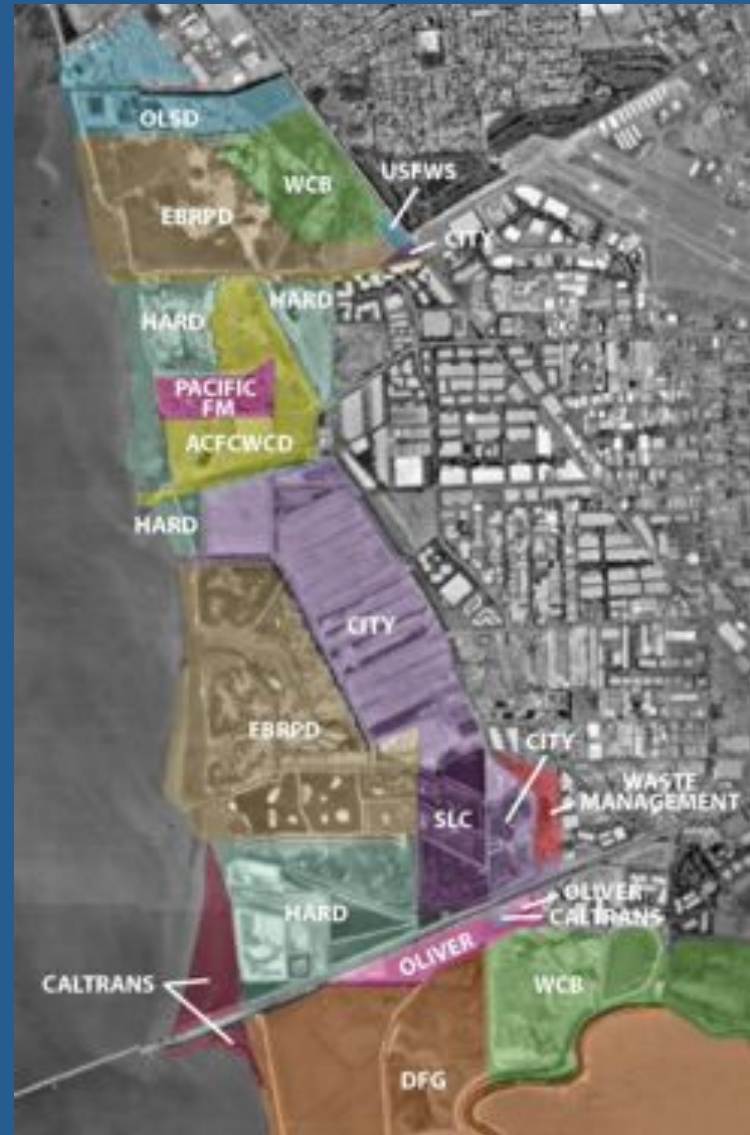 OLSD
WCB
USFWS
EBRPD
CITY
HARD
HARD
PACIFIC
FM
ACFCWCD
HARD
CITY
EBRPD
CITY
WASTE
MANAGEMENT
SLC
OLIVER
CALTRANS
HARD
OLIVER
CALTRANS
WCB
DFG